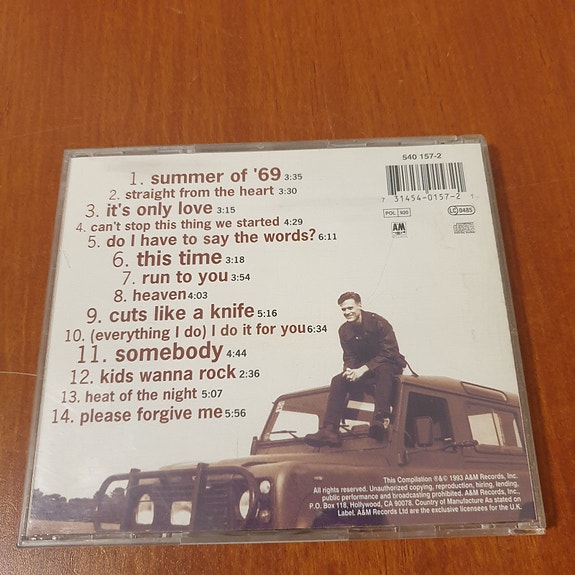 1. summer of '69 3:35
2. straight from the heart 3:30
3. it's only love 3:15
4. can't stop this thing we started 4:29
5. do I have to say the words? 6:11
6. this time 3:18
7. run to you 3:54
8. heaven 4:03
9. cuts like a knife 5:16
10. (everything I do) I do it for you 6:34
11. somebody 4:44
12. kids wanna rock 2:36
13. heat of the night 5:07
14. please forgive me 5:56
540 157-2
7 31454-0157-2 1
POL 920
LC 0485
A&M
This Compilation ℗&© 1993 A&M Records, Inc.
All rights reserved. Unauthorized copying, reproduction, hiring, lending,
public performance and broadcasting prohibited. A&M Records, Inc.,
P.O. Box 118, Hollywood, CA 90078. Country of Manufacture As stated on
Label. A&M Records Ltd are the exclusive licensees for the U.K.